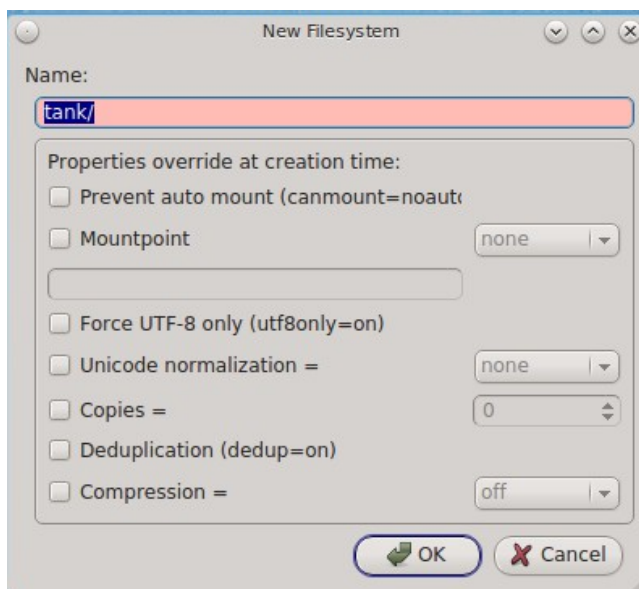 New Filesystem
Name:
tank/
Properties override at creation time:
Prevent auto mount (canmount=noauto
Mountpoint none
Force UTF-8 only (utf8only=on)
Unicode normalization = none
Copies = 0
Deduplication (dedup=on)
Compression = off
OK Cancel